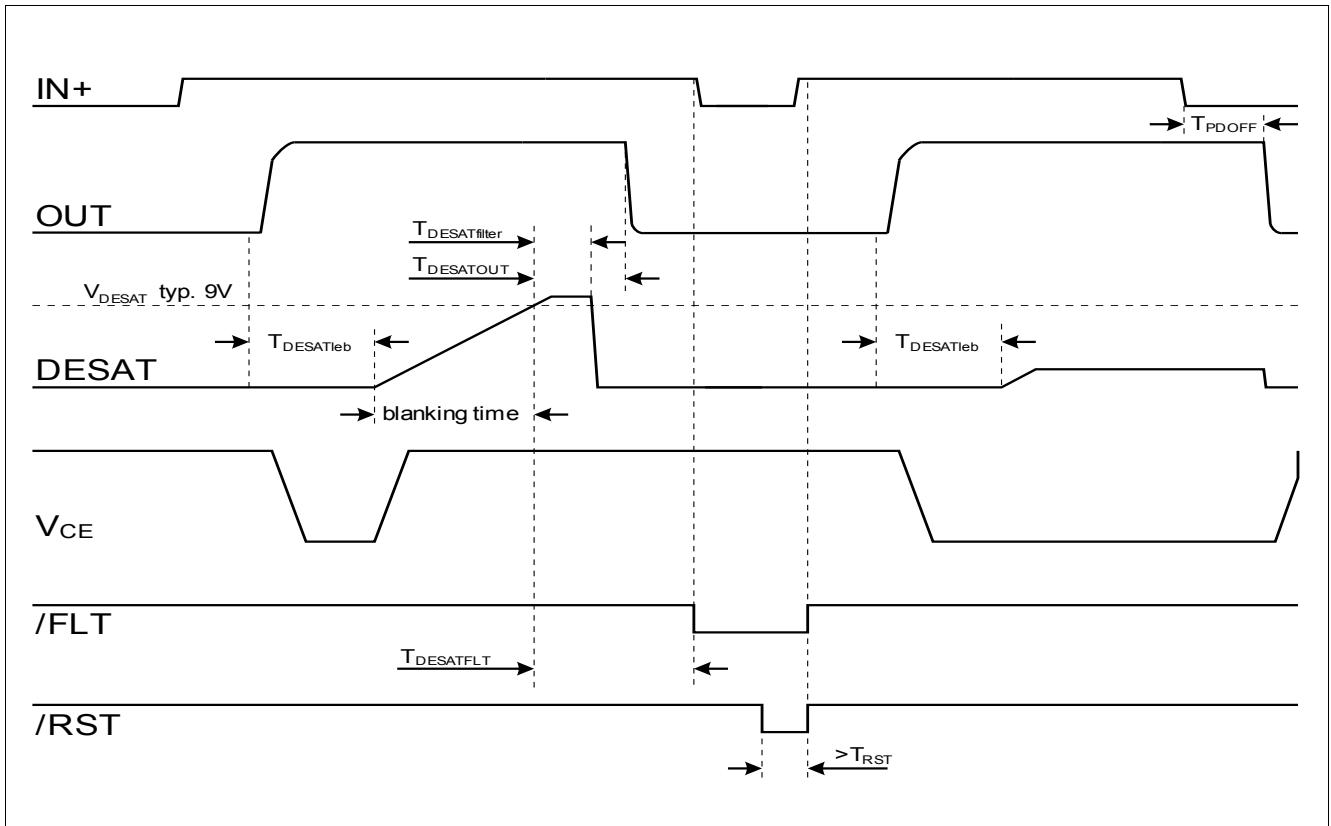 IN+
TPDOFF
OUT
TDESATfilter
TDESATOUT
VDESAT typ. 9V
TDESATleb
TDESATleb
DESAT
blanking time
VCE
/FLT
TDESATFLT
/RST
>TRST